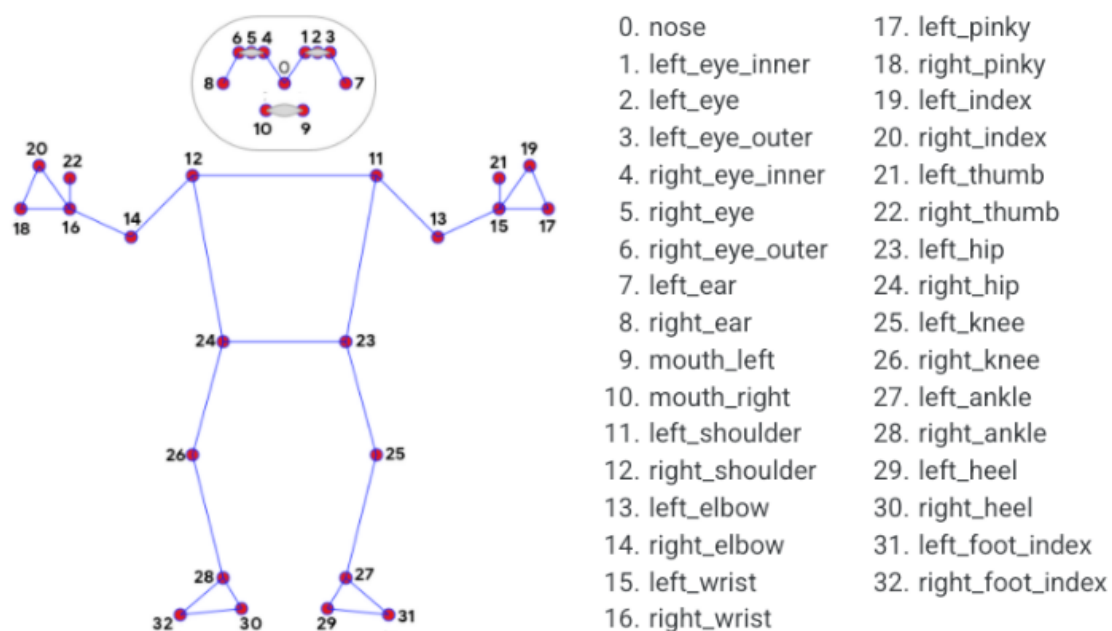 6 5 4 1 2 3
0
8 7
10 9
20 22 12 11 21 19
18 16 14 13 15 17
24 23
26 25
28 27
32 30 29 31
0. nose
1. left_eye_inner
2. left_eye
3. left_eye_outer
4. right_eye_inner
5. right_eye
6. right_eye_outer
7. left_ear
8. right_ear
9. mouth_left
10. mouth_right
11. left_shoulder
12. right_shoulder
13. left_elbow
14. right_elbow
15. left_wrist
16. right_wrist
17. left_pinky
18. right_pinky
19. left_index
20. right_index
21. left_thumb
22. right_thumb
23. left_hip
24. right_hip
25. left_knee
26. right_knee
27. left_ankle
28. right_ankle
29. left_heel
30. right_heel
31. left_foot_index
32. right_foot_index